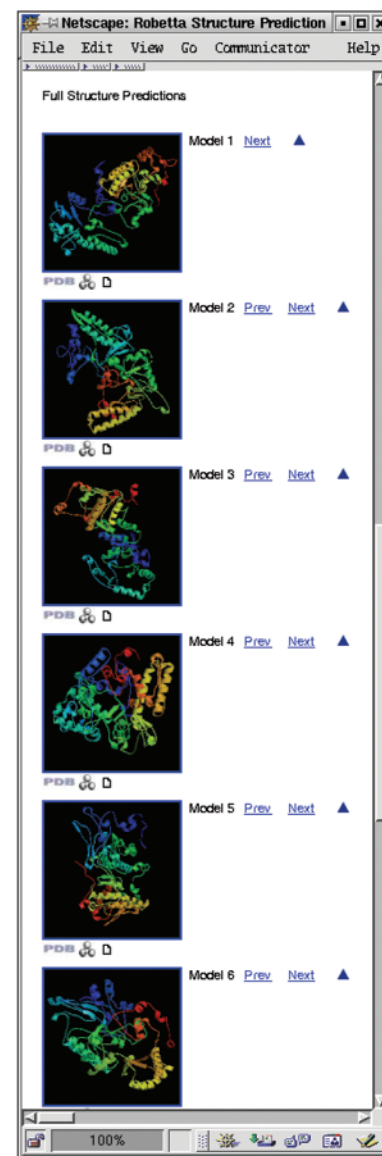 Netscape: Robetta Structure Prediction
File Edit View Go Communicator Help
Full Structure Predictions
Model 1 Next
PDB
Model 2 Prev Next
PDB
Model 3 Prev Next
PDB
Model 4 Prev Next
PDB
Model 5 Prev Next
PDB
Model 6 Prev Next
100%